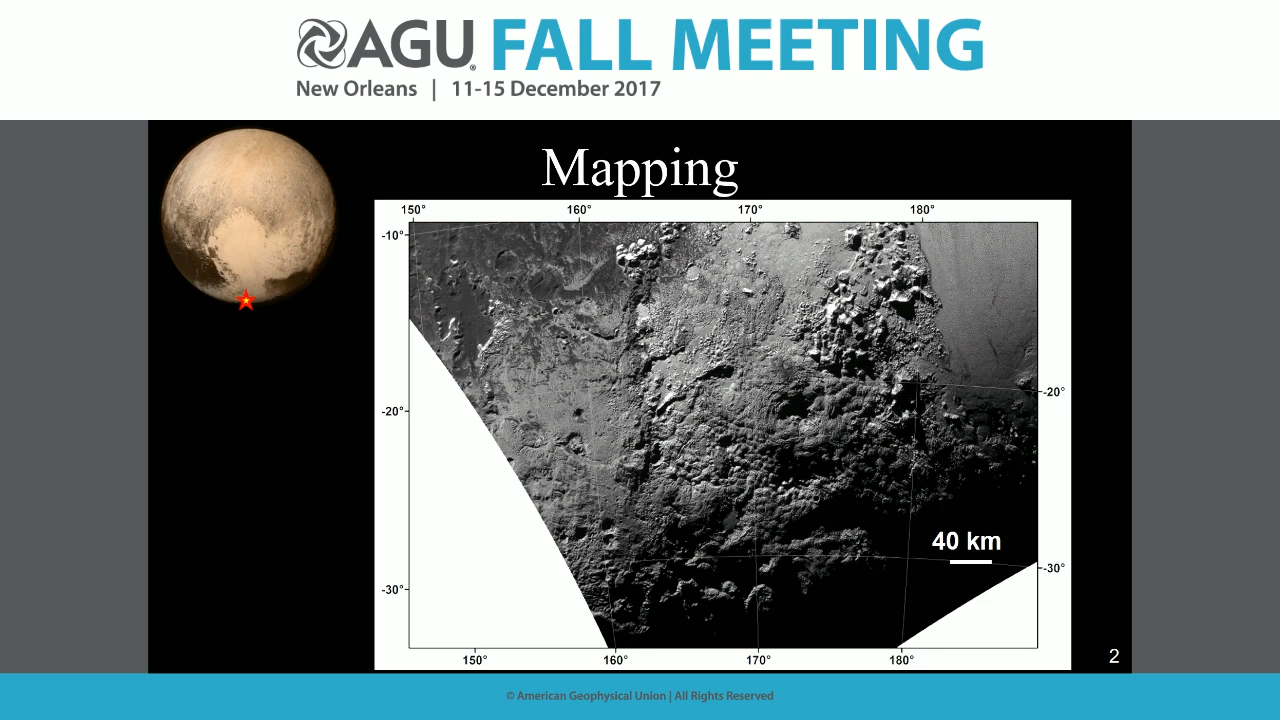 AGU FALL MEETING
New Orleans | 11-15 December 2017
Mapping
150° 160° 170° 180°
-10°
-20°
-20°
40 km
-30°
-30°
150° 160° 170° 180°
2
© American Geophysical Union | All Rights Reserved